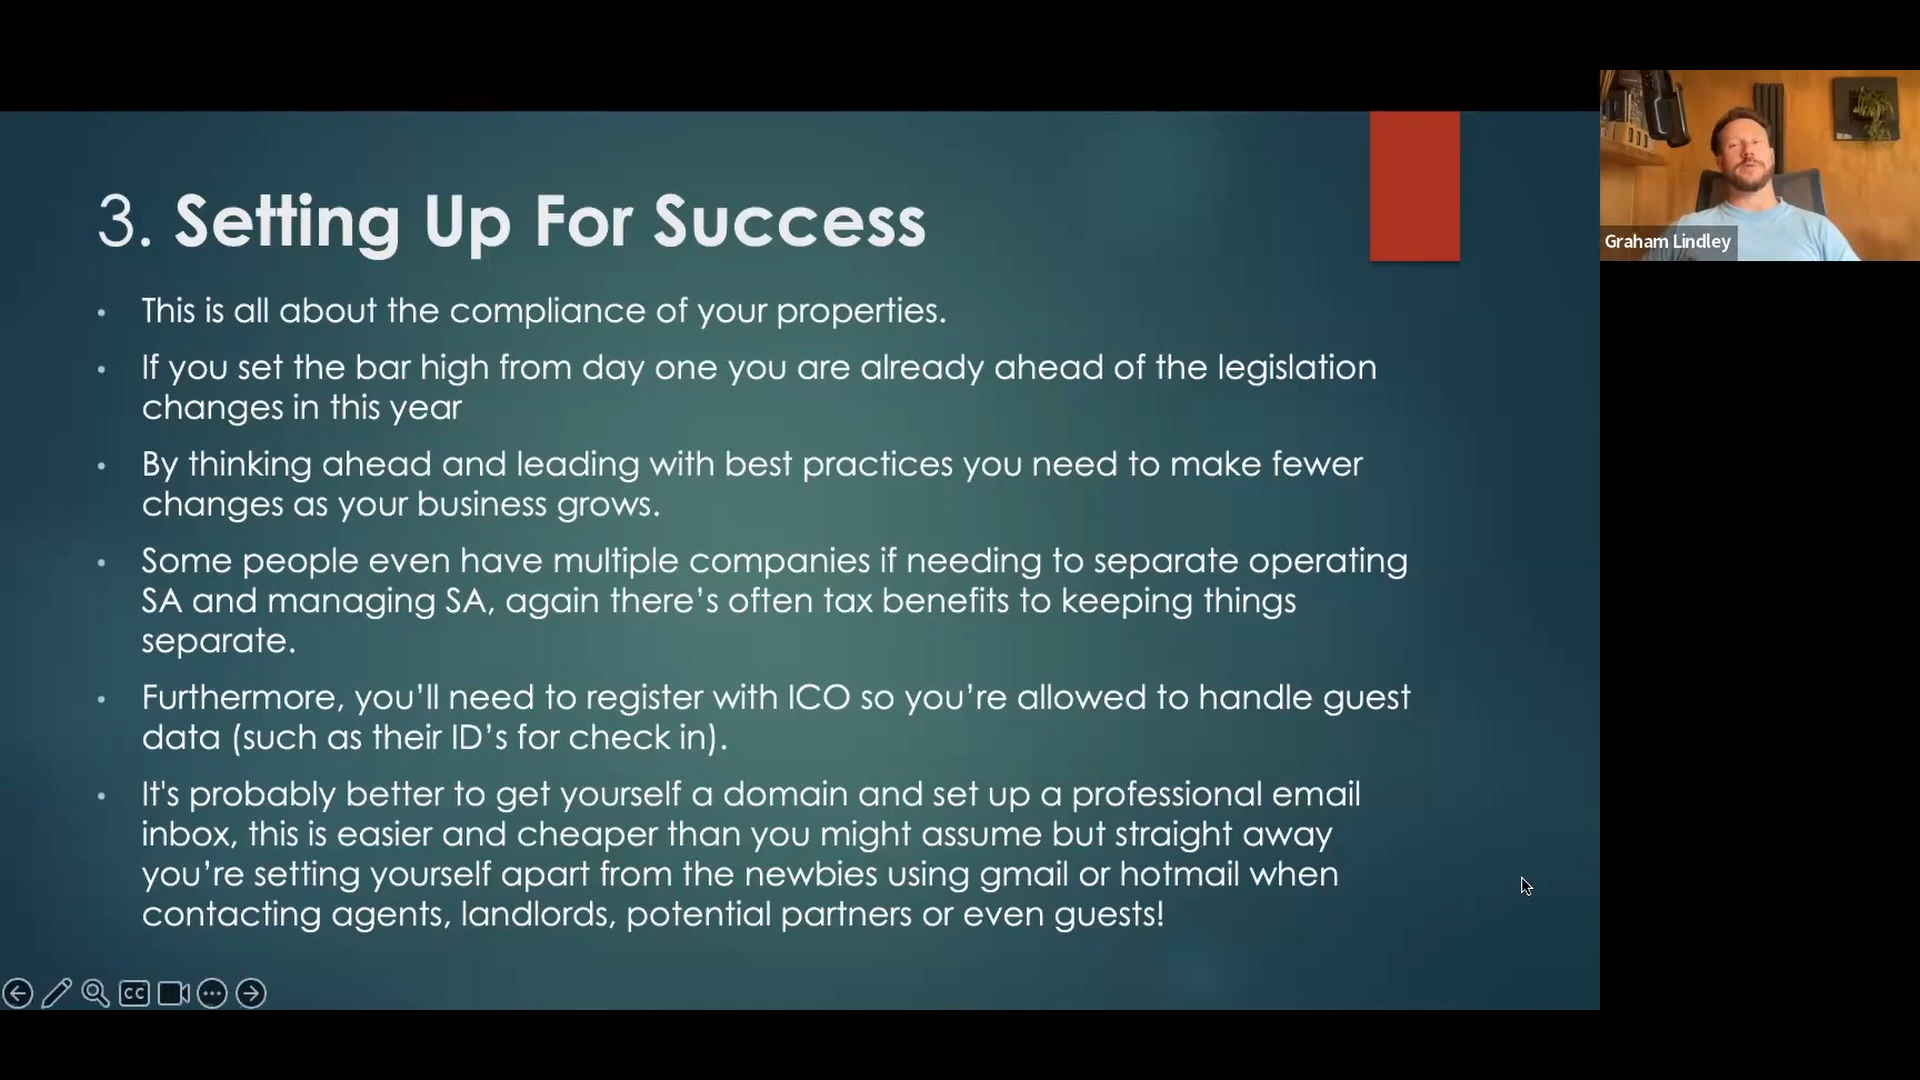 3. Setting Up For Success
• This is all about the compliance of your properties.
• If you set the bar high from day one you are already ahead of the legislation
changes in this year
• By thinking ahead and leading with best practices you need to make fewer
changes as your business grows.
• Some people even have multiple companies if needing to separate operating
SA and managing SA, again there’s often tax benefits to keeping things
separate.
• Furthermore, you’ll need to register with ICO so you’re allowed to handle guest
data (such as their ID’s for check in).
• It's probably better to get yourself a domain and set up a professional email
inbox, this is easier and cheaper than you might assume but straight away
you’re setting yourself apart from the newbies using gmail or hotmail when
contacting agents, landlords, potential partners or even guests!
CC
Graham Lindley